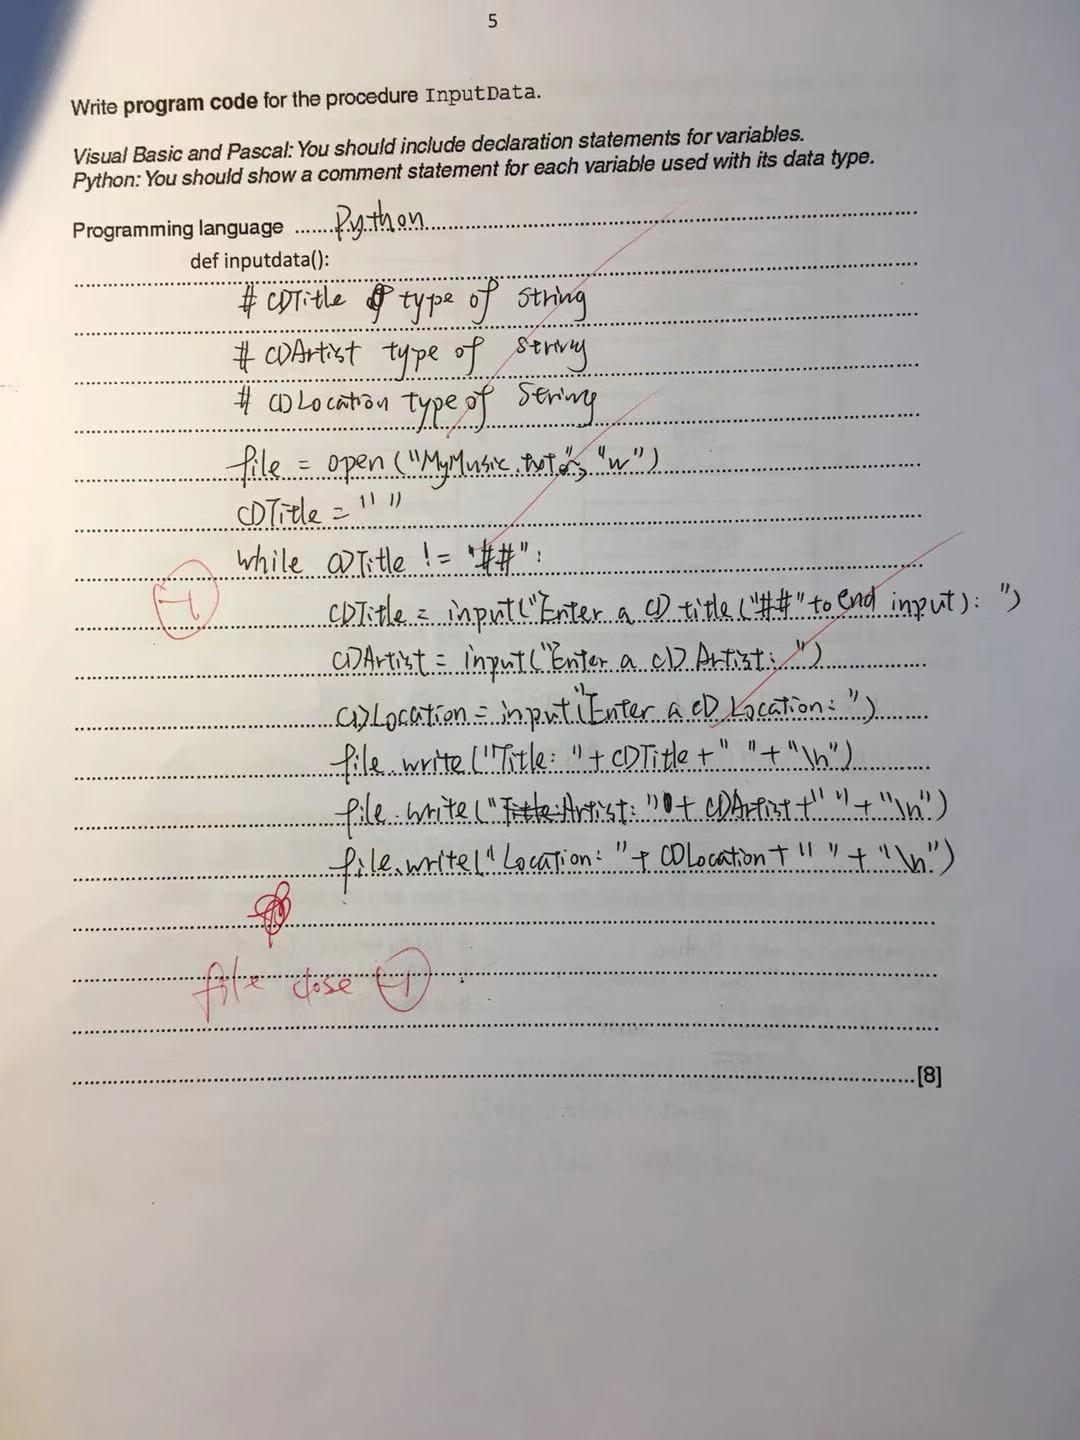 5
Write program code for the procedure InputData.
Visual Basic and Pascal: You should include declaration statements for variables.
Python: You should show a comment statement for each variable used with its data type.
Programming language ...... Python
def inputdata():
# CDTitle type of String
# CDArtist type of String
# CDLocation type of String
file = open("MyMusic.txt", "w")
CDTitle = " "
while CDTitle != "##":
-1
CDTitle = input("Enter a CD title ("##" to end input): ")
CDArtist = input("Enter a CD Artist: ")
CDLocation = input("Enter a CD Location: ")
file.write("Title: " + CDTitle + " " + "\n")
file.write("Artist: " + CDArtist + " " + "\n")
file.write("Location: " + CDLocation + " " + "\n")
file close -1
[8]